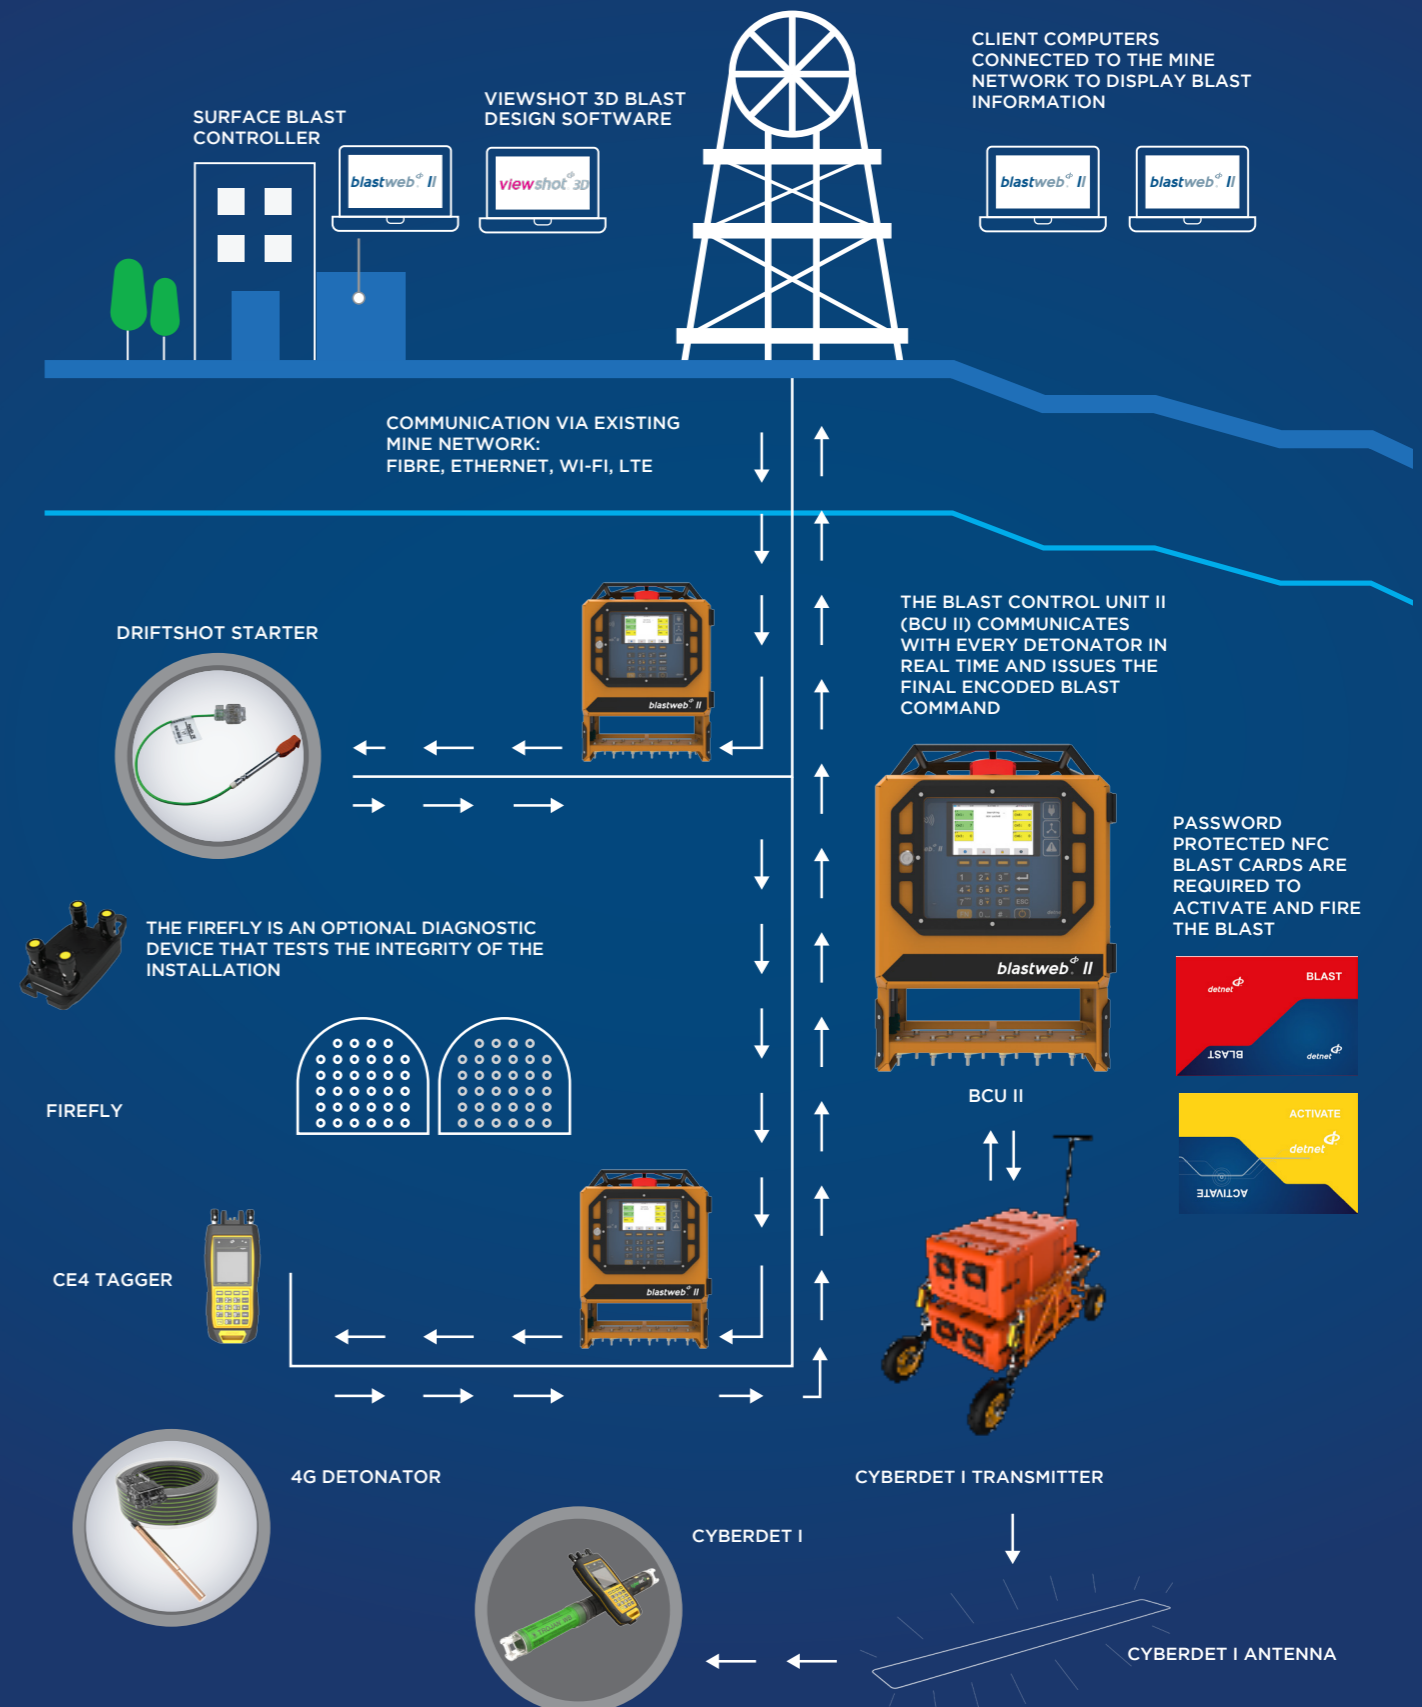 CLIENT COMPUTERS
CONNECTED TO THE MINE
NETWORK TO DISPLAY BLAST
INFORMATION
VIEWSHOT 3D BLAST
DESIGN SOFTWARE
SURFACE BLAST
CONTROLLER
blastweb II
viewshot 3D
blastweb II
blastweb II
COMMUNICATION VIA EXISTING
MINE NETWORK:
FIBRE, ETHERNET, WI-FI, LTE
THE BLAST CONTROL UNIT II
(BCU II) COMMUNICATES
WITH EVERY DETONATOR IN
REAL TIME AND ISSUES THE
FINAL ENCODED BLAST
COMMAND
DRIFTSHOT STARTER
blastweb II
PASSWORD
PROTECTED NFC
BLAST CARDS ARE
REQUIRED TO
ACTIVATE AND FIRE
THE BLAST
THE FIREFLY IS AN OPTIONAL DIAGNOSTIC
DEVICE THAT TESTS THE INTEGRITY OF THE
INSTALLATION
blastweb II
BLAST
detnet
BLAST
detnet
BCU II
FIREFLY
ACTIVATE
detnet
ACTIVATE
CE4 TAGGER
blastweb II
4G DETONATOR
CYBERDET I TRANSMITTER
CYBERDET I
CYBERDET I ANTENNA